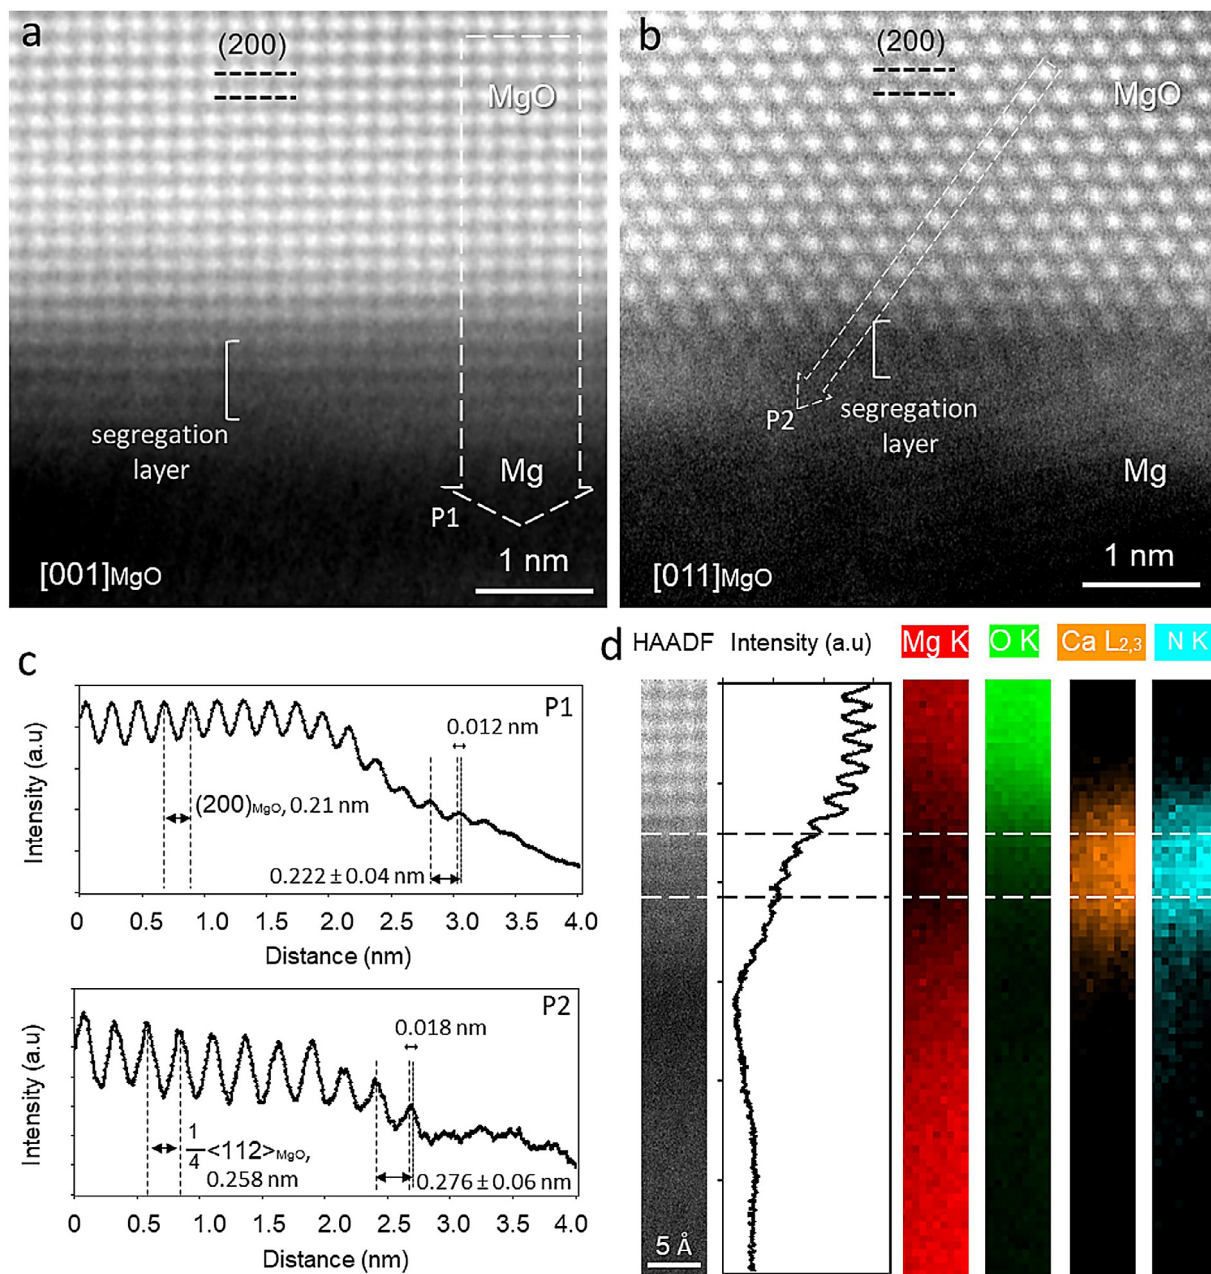 a
(200)
MgO
segregation
layer
Mg
P1
[001]MgO
1 nm
b
(200)
MgO
P2
segregation
layer
Mg
[011]MgO
1 nm
c
P1
0.012 nm
(200)MgO, 0.21 nm
0.222 ± 0.04 nm
Intensity (a.u)
0 0.5 1.0 1.5 2.0 2.5 3.0 3.5 4.0
Distance (nm)
P2
0.018 nm
1/4<112>MgO,
0.258 nm
0.276 ± 0.06 nm
Intensity (a.u)
0 0.5 1.0 1.5 2.0 2.5 3.0 3.5 4.0
Distance (nm)
d
HAADF Intensity (a.u) Mg K O K Ca L2,3 N K
5 Å